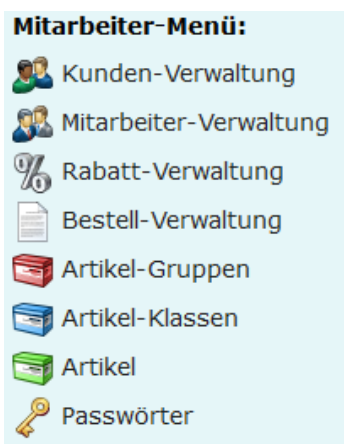 Mitarbeiter-Menü:
Kunden-Verwaltung
Mitarbeiter-Verwaltung
Rabatt-Verwaltung
Bestell-Verwaltung
Artikel-Gruppen
Artikel-Klassen
Artikel
Passwörter